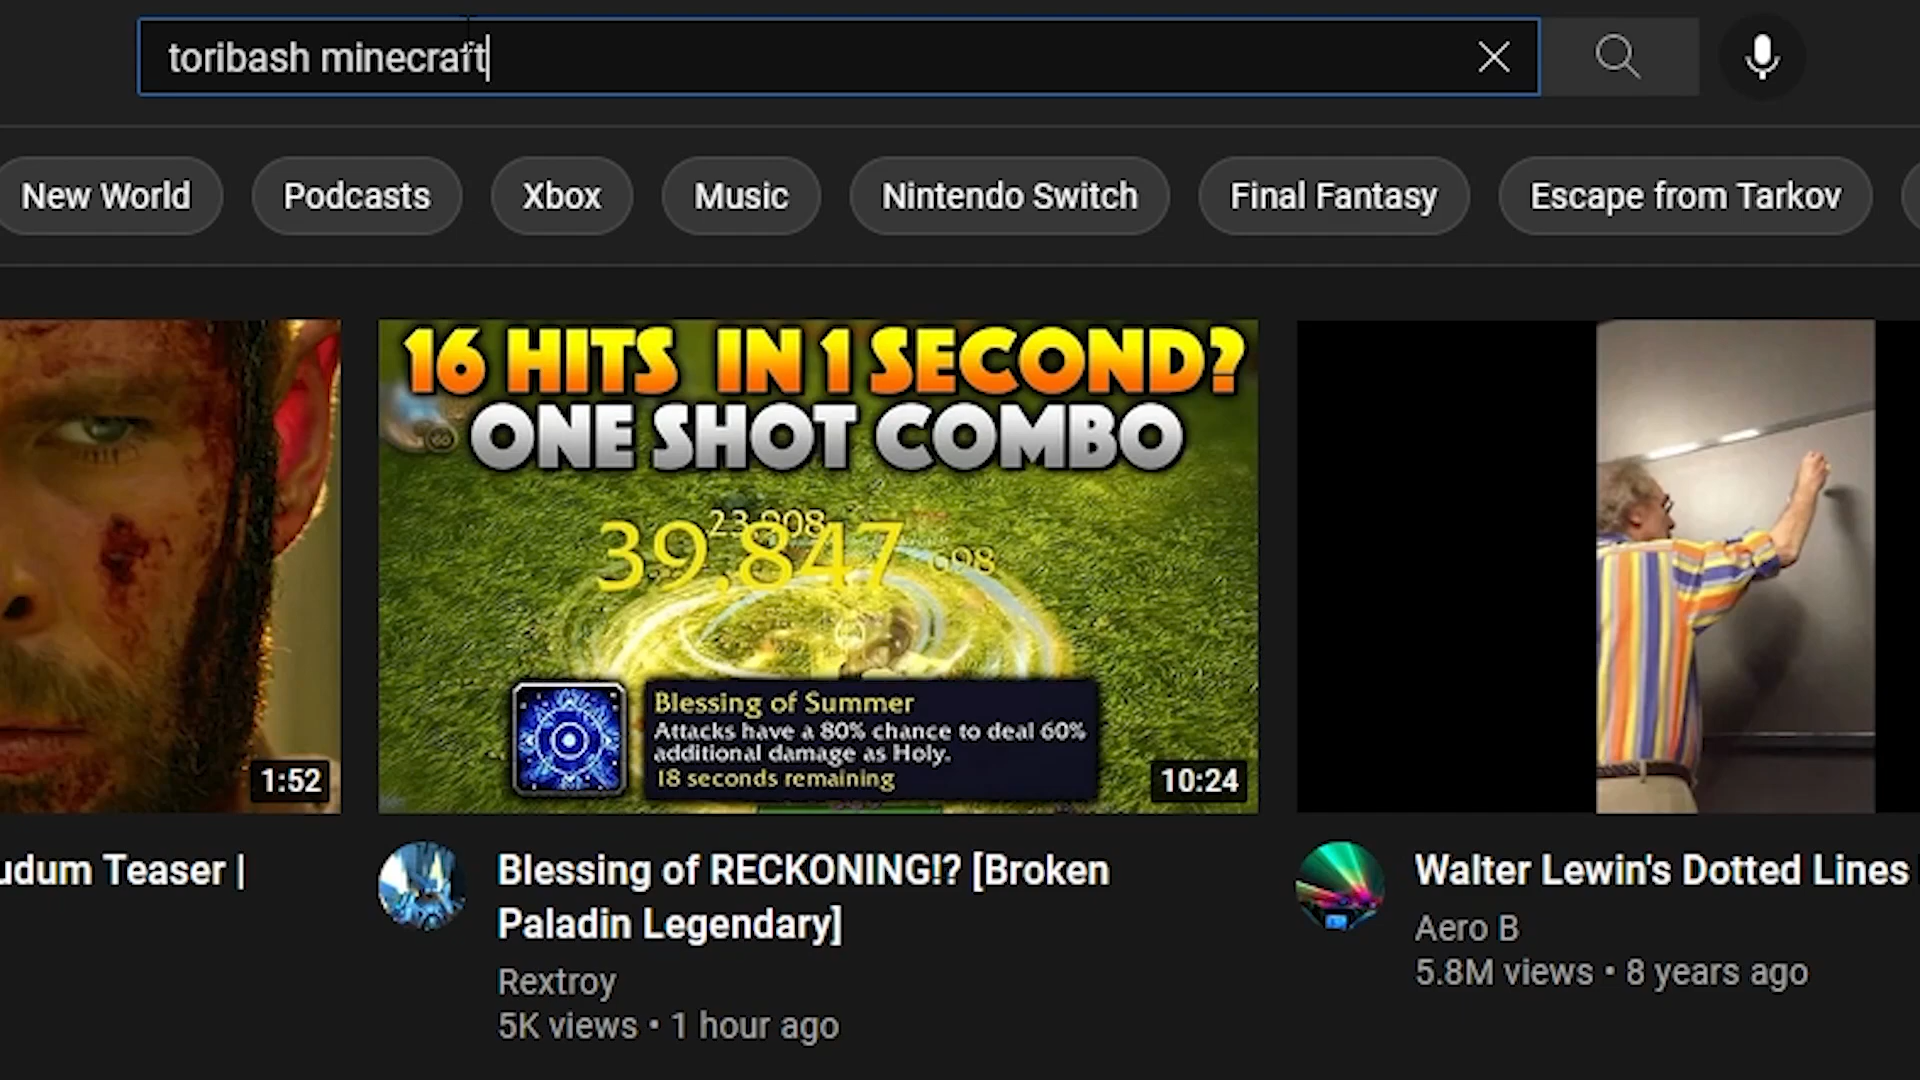 toribash minecraft
New World
Podcasts
Xbox
Music
Nintendo Switch
Final Fantasy
Escape from Tarkov
16 HITS IN 1 SECOND?
ONE SHOT COMBO
23.908
39.847
698
Blessing of Summer
Attacks have a 80% chance to deal 60%
additional damage as Holy.
18 seconds remaining
1:52
10:24
udum Teaser |
Blessing of RECKONING!? [Broken
Paladin Legendary]
Rextroy
5K views • 1 hour ago
Walter Lewin's Dotted Lines
Aero B
5.8M views • 8 years ago